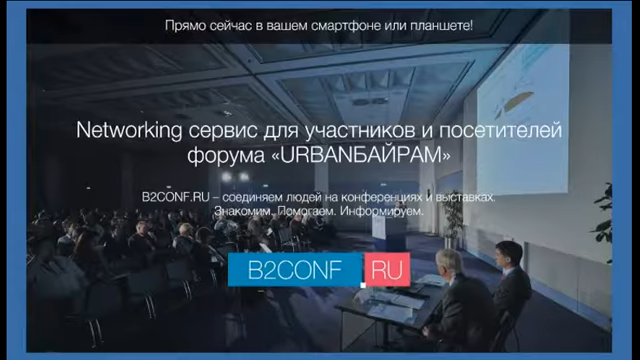 Прямо сейчас в вашем смартфоне или планшете!
Networking сервис для участников и посетителей
форума «URBANБАЙРАМ»
B2CONF.RU – соединяем людей на конференциях и выставках.
Знакомим. Помогаем. Информируем.
B2CONF.RU